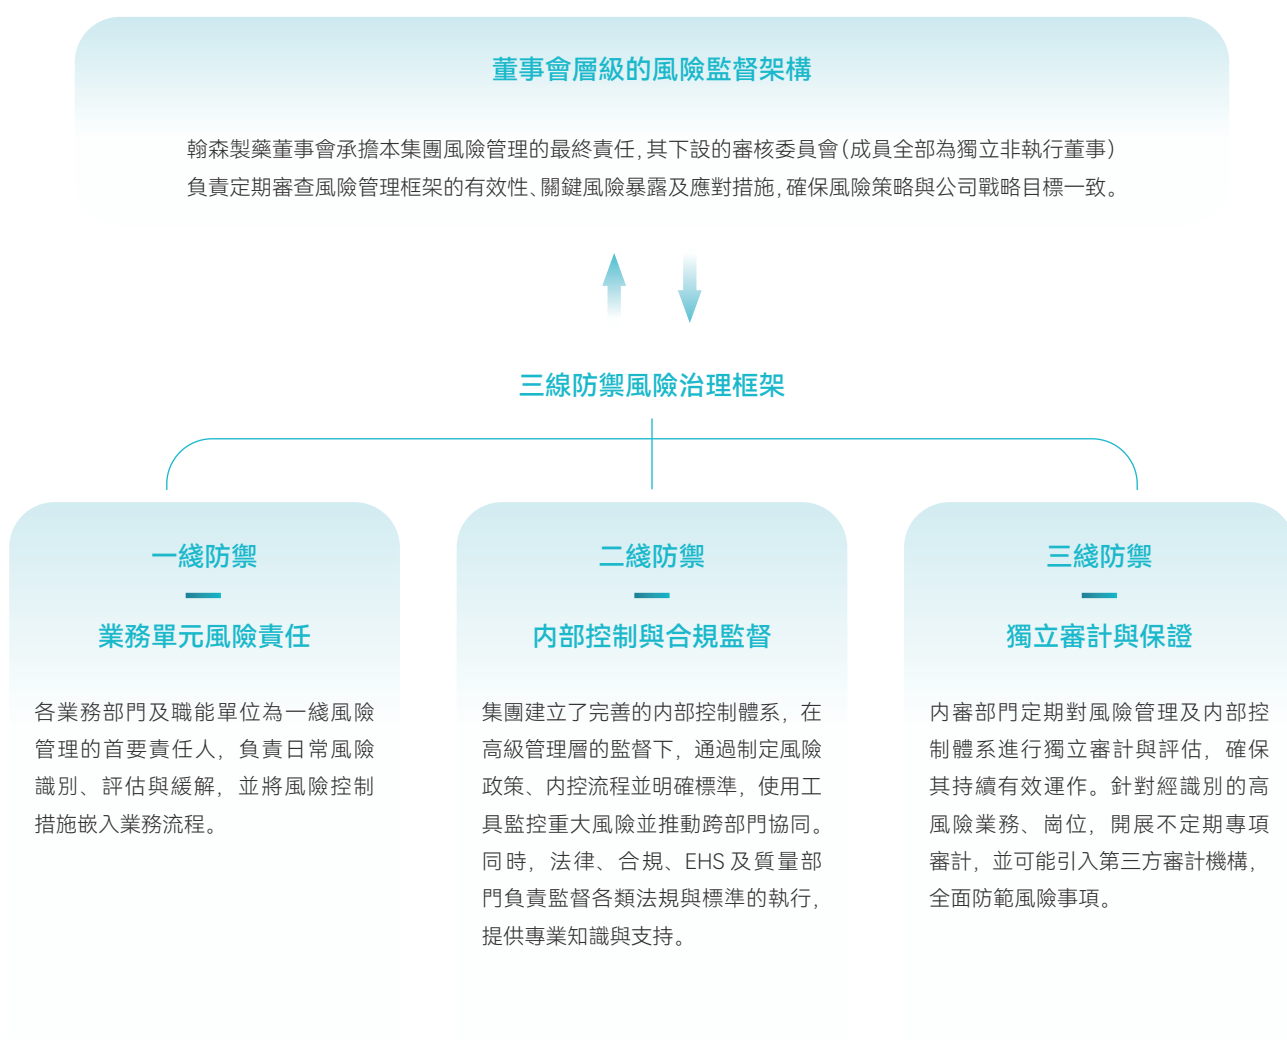 董事會層級的風險監督架構
翰森製藥董事會承擔本集團風險管理的最終責任，其下設的審核委員會（成員全部為獨立非執行董事）
負責定期審查風險管理框架的有效性、關鍵風險暴露及應對措施，確保風險策略與公司戰略目標一致。
三線防禦風險治理框架
一綫防禦
業務單元風險責任
各業務部門及職能單位為一綫風險
管理的首要責任人，負責日常風險
識別、評估與緩解，並將風險控制
措施嵌入業務流程。
二綫防禦
内部控制與合規監督
集團建立了完善的内部控制體系，在
高級管理層的監督下，通過制定風險
政策、内控流程並明確標準，使用工
具監控重大風險並推動跨部門協同。
同時，法律、合規、EHS 及質量部
門負責監督各類法規與標準的執行，
提供專業知識與支持。
三綫防禦
獨立審計與保證
内審部門定期對風險管理及内部控
制體系進行獨立審計與評估，確保
其持續有效運作。針對經識別的高
風險業務、崗位，開展不定期專項
審計，並可能引入第三方審計機構，
全面防範風險事項。